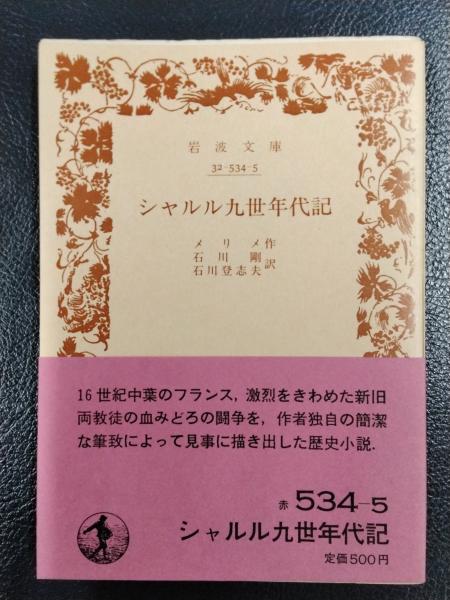 岩波文庫
32-534-5
シャルル九世年代記
メリメ作
石川剛
石川登志夫訳
16世紀中葉のフランス，激烈をきわめた新旧
両教徒の血みどろの闘争を，作者独自の簡潔
な筆致によって見事に描き出した歴史小説．
赤 534-5
シャルル九世年代記
定価500円